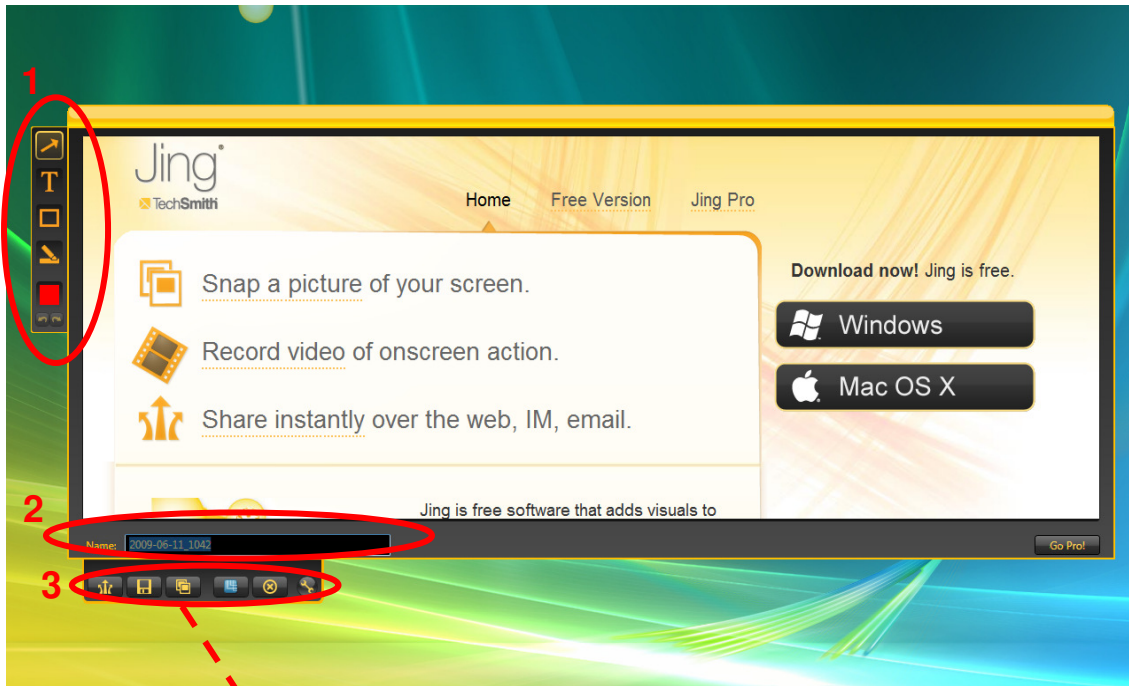 1
T
Jing
TechSmith
Home Free Version Jing Pro
Snap a picture of your screen.
Record video of onscreen action.
Share instantly over the web, IM, email.
Download now! Jing is free.
Windows
Mac OS X
Jing is free software that adds visuals to
2
Name: 2009-06-11_1042
Go Pro!
3